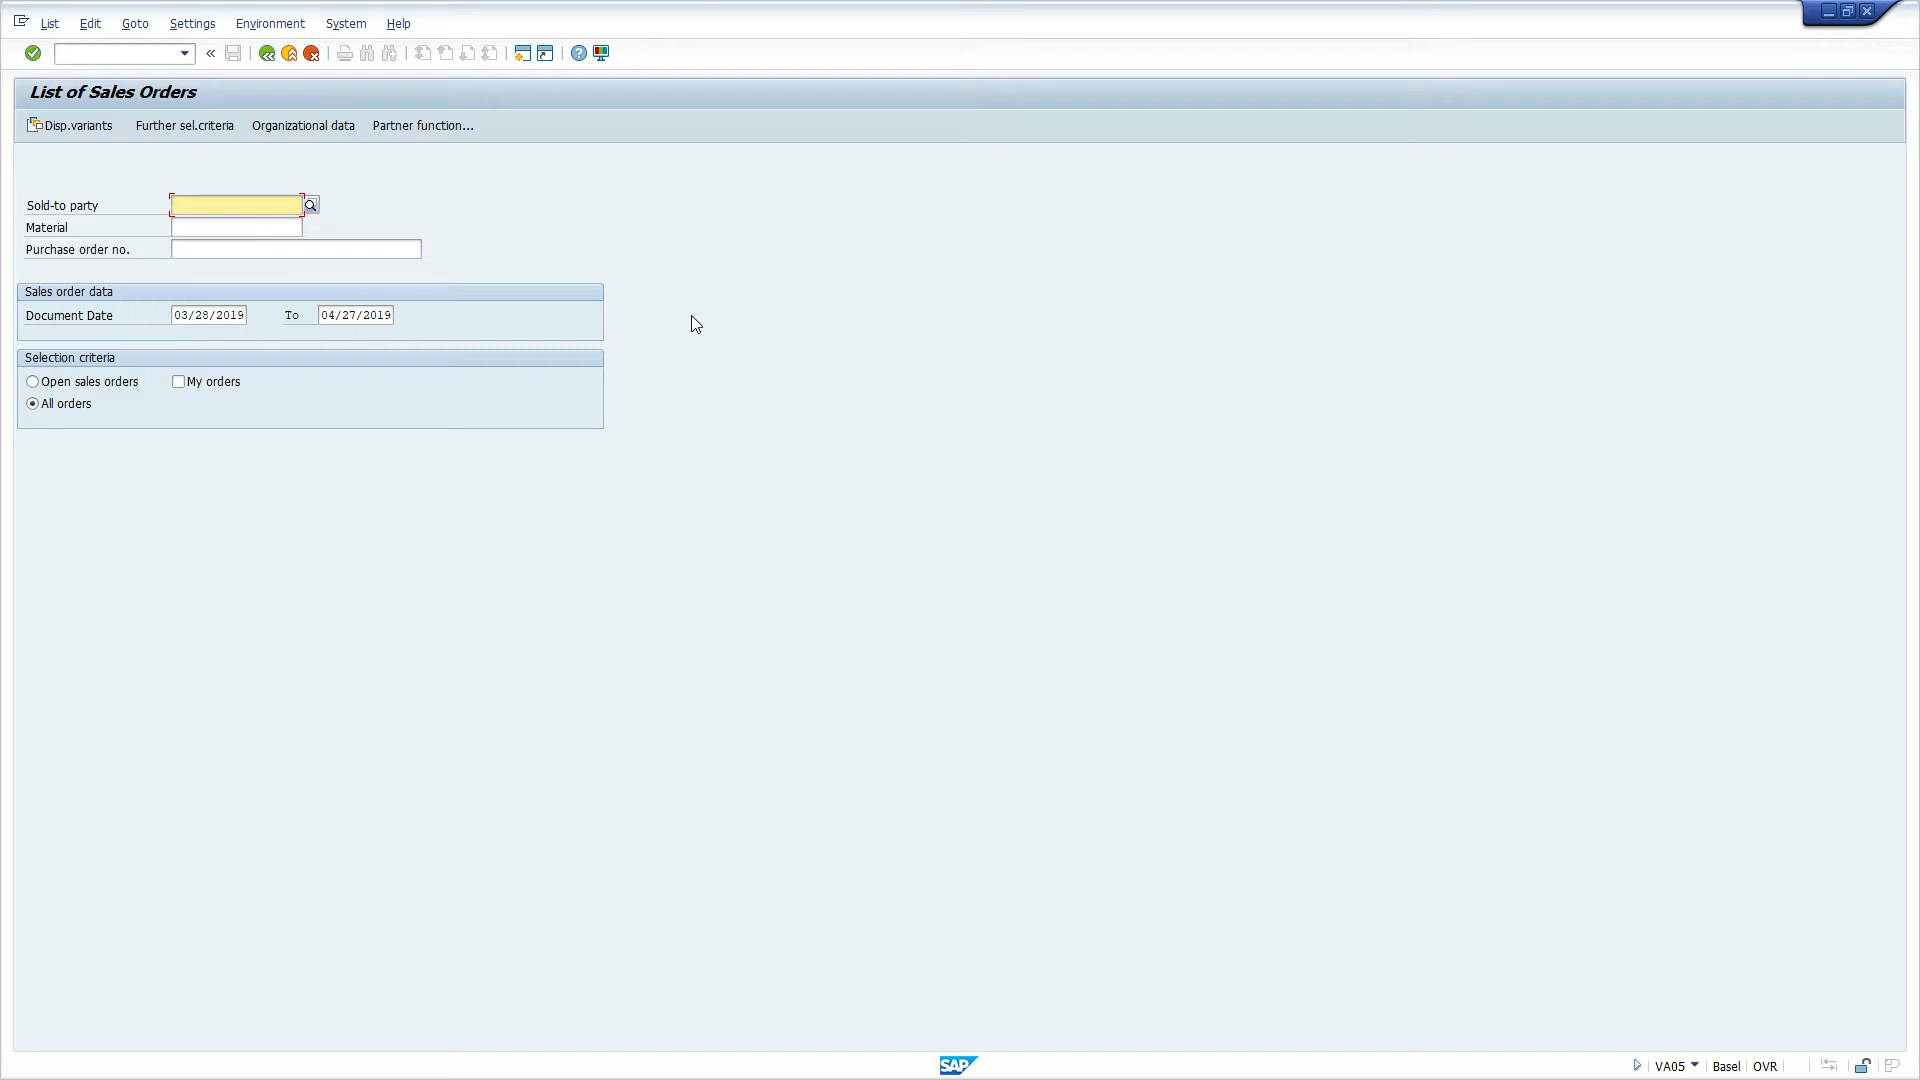 List Edit Goto Settings Environment System Help
List of Sales Orders
Disp.variants Further sel.criteria Organizational data Partner function...
Sold-to party
Material
Purchase order no.
Sales order data
Document Date 03/28/2019 To 04/27/2019
Selection criteria
Open sales orders My orders
All orders
SAP VA05 Basel OVR